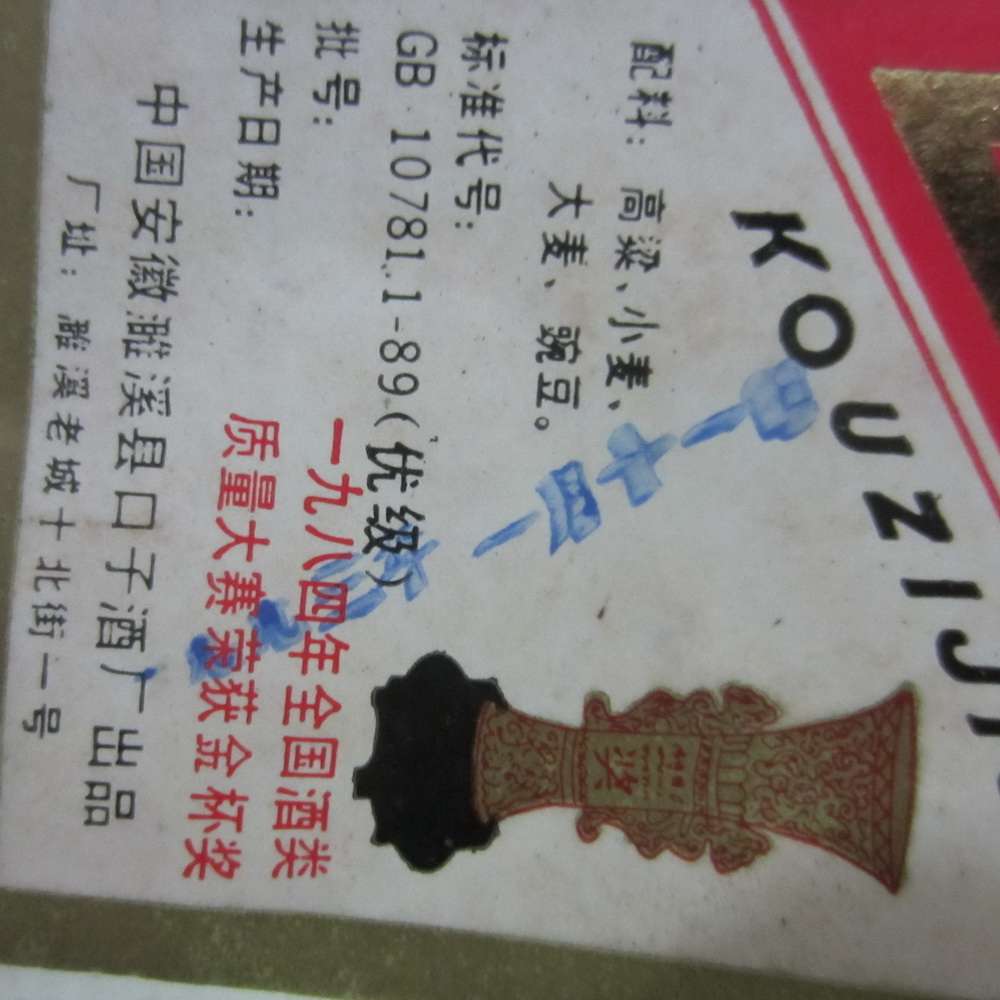 KOUZIJ
配料：高粱、小麦、
大麦、豌豆。
标准代号：
GB 10781.1-89(优级)
批号：
生产日期：
一九八四年全国酒类
质量大赛荣获金杯奖
中国安徽濉溪县口子酒厂出品
厂址：濉溪老城十北街一号